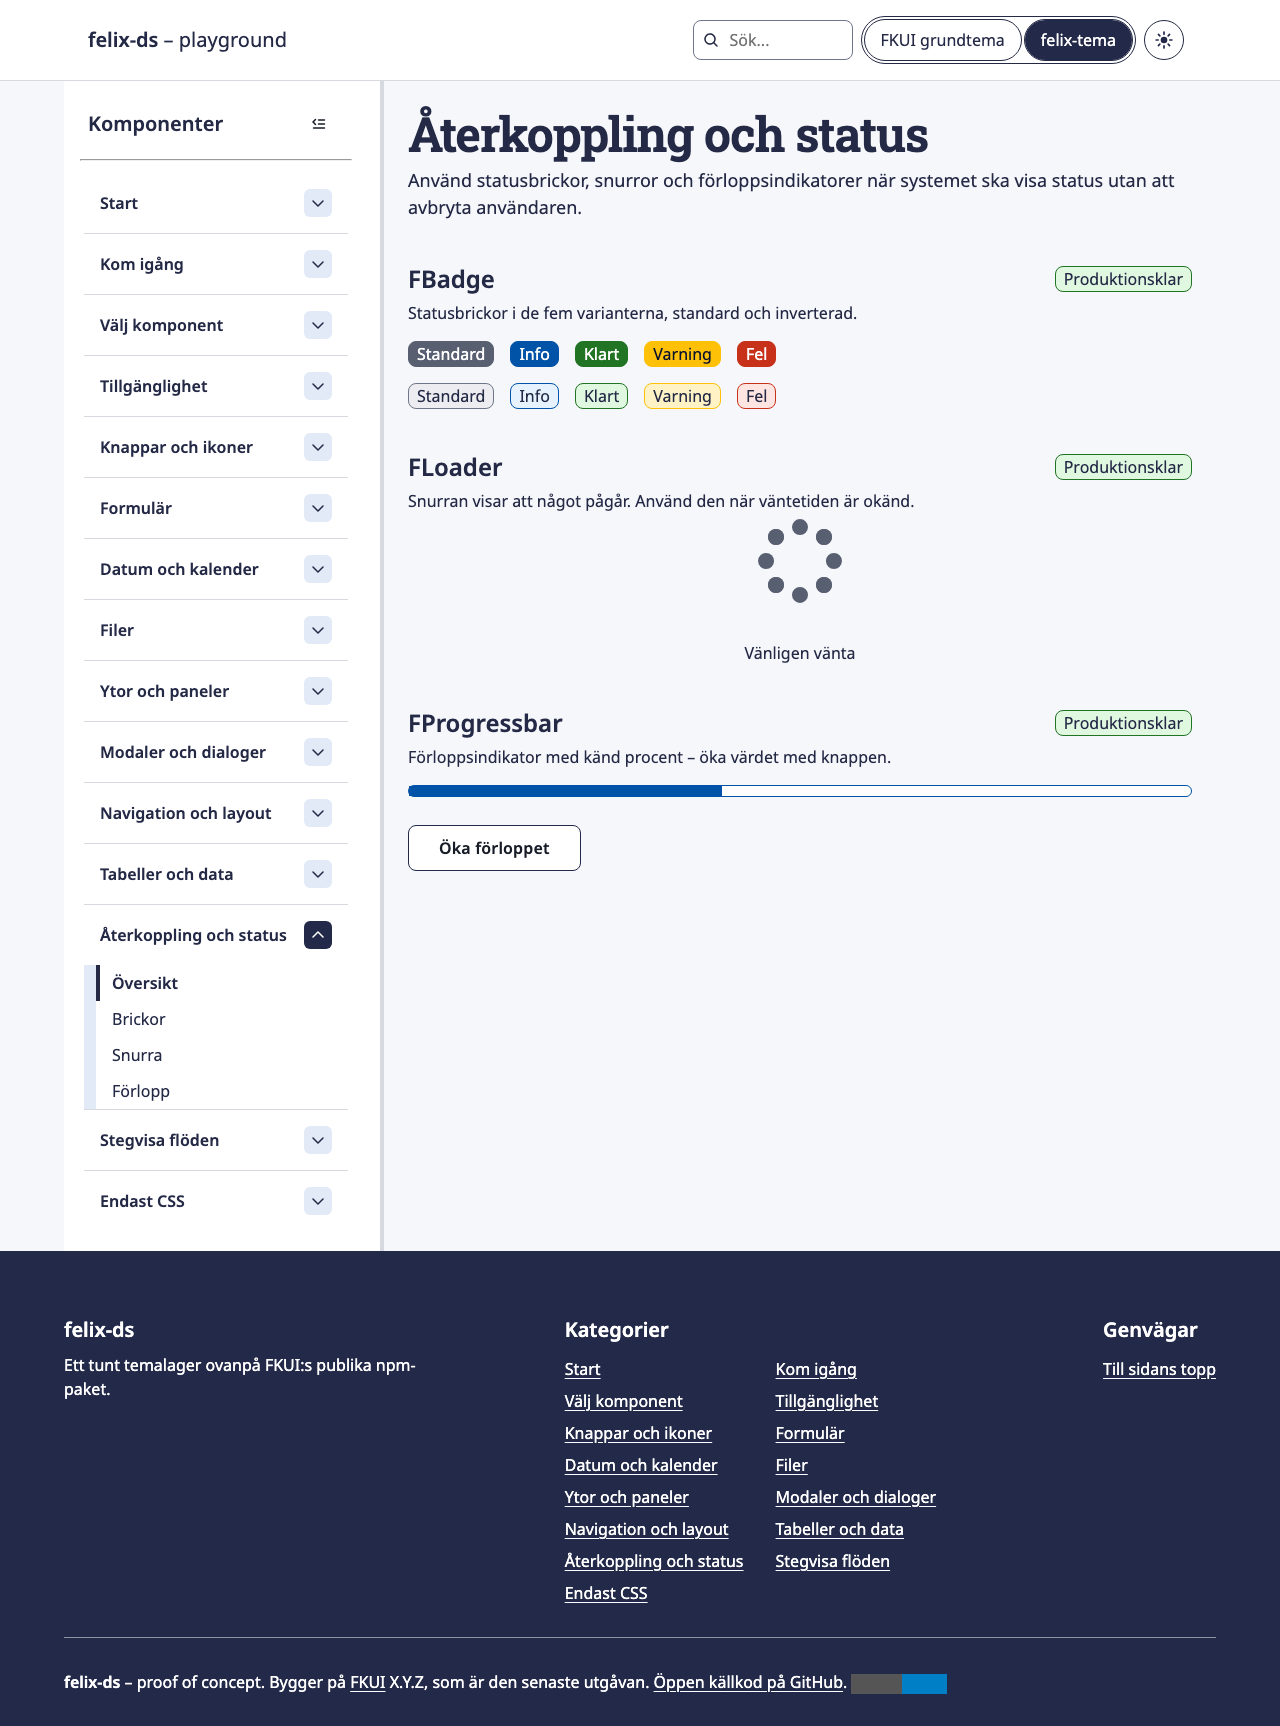 felix-ds – playground
Sök...
FKUI grundtema
felix-tema
Komponenter
Start
Kom igång
Välj komponent
Tillgänglighet
Knappar och ikoner
Formulär
Datum och kalender
Filer
Ytor och paneler
Modaler och dialoger
Navigation och layout
Tabeller och data
Återkoppling och status
Översikt
Brickor
Snurra
Förlopp
Stegvisa flöden
Endast CSS
Återkoppling och status
Använd statusbrickor, snurror och förloppsindikatorer när systemet ska visa status utan att
avbryta användaren.
FBadge
Produktionsklar
Statusbrickor i de fem varianterna, standard och inverterad.
Standard Info Klart Varning Fel
Standard Info Klart Varning Fel
FLoader
Produktionsklar
Snurran visar att något pågår. Använd den när väntetiden är okänd.
Vänligen vänta
FProgressbar
Produktionsklar
Förloppsindikator med känd procent – öka värdet med knappen.
Öka förloppet
felix-ds
Ett tunt temalager ovanpå FKUI:s publika npm-
paket.
Kategorier
Start
Kom igång
Välj komponent
Tillgänglighet
Knappar och ikoner
Formulär
Datum och kalender
Filer
Ytor och paneler
Modaler och dialoger
Navigation och layout
Tabeller och data
Återkoppling och status
Stegvisa flöden
Endast CSS
Genvägar
Till sidans topp
felix-ds – proof of concept. Bygger på FKUI X.Y.Z, som är den senaste utgåvan. Öppen källkod på GitHub.